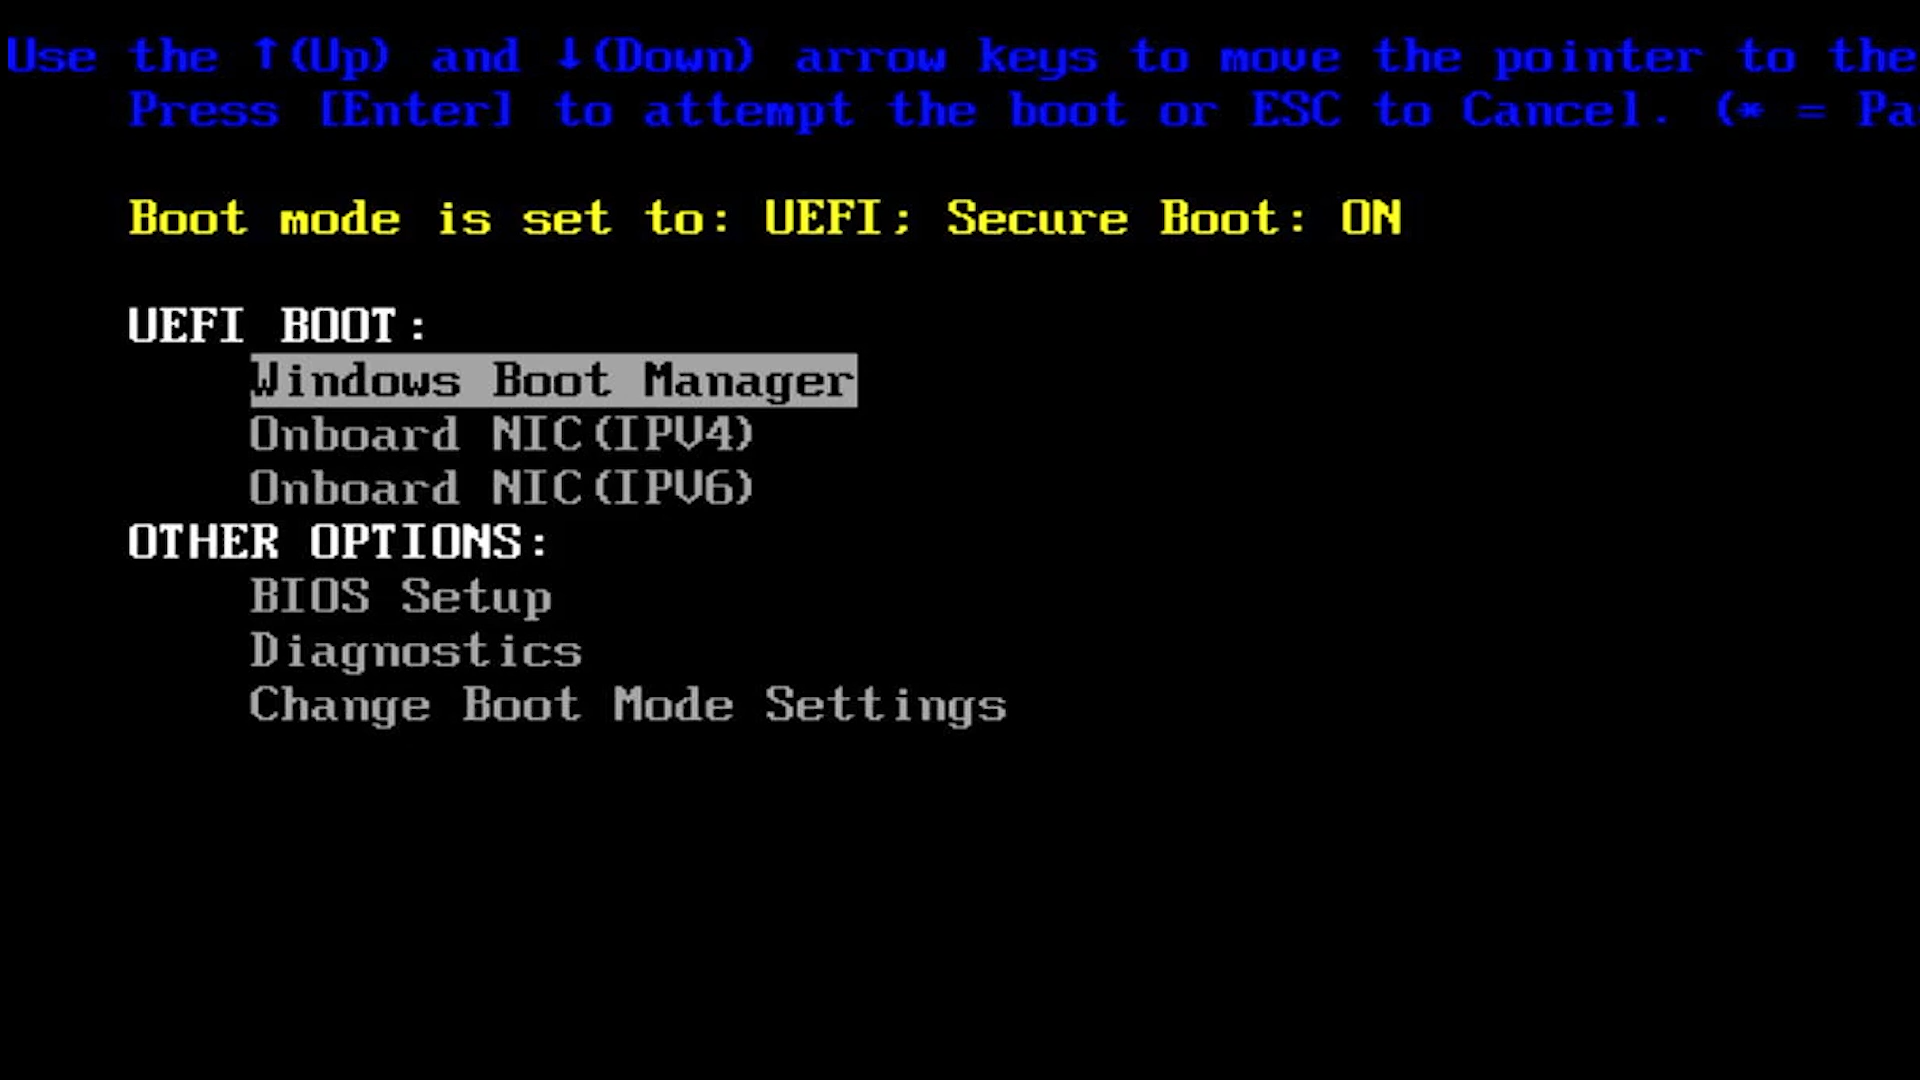 Use the ↑(Up) and ↓(Down) arrow keys to move the pointer to the
Press [Enter] to attempt the boot or ESC to Cancel. (* = Pa
Boot mode is set to: UEFI; Secure Boot: ON
UEFI BOOT:
Windows Boot Manager
Onboard NIC(IPV4)
Onboard NIC(IPV6)
OTHER OPTIONS:
BIOS Setup
Diagnostics
Change Boot Mode Settings